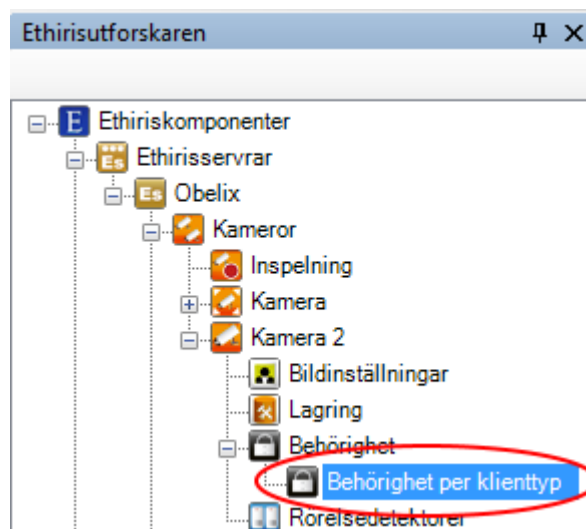 Ethirisutforskaren
Ethiriskomponenter
Ethirisservrar
Obelix
Kameror
Inspelning
Kamera
Kamera 2
Bildinställningar
Lagring
Behörighet
Behörighet per klienttyp
Rörelsedetektorer